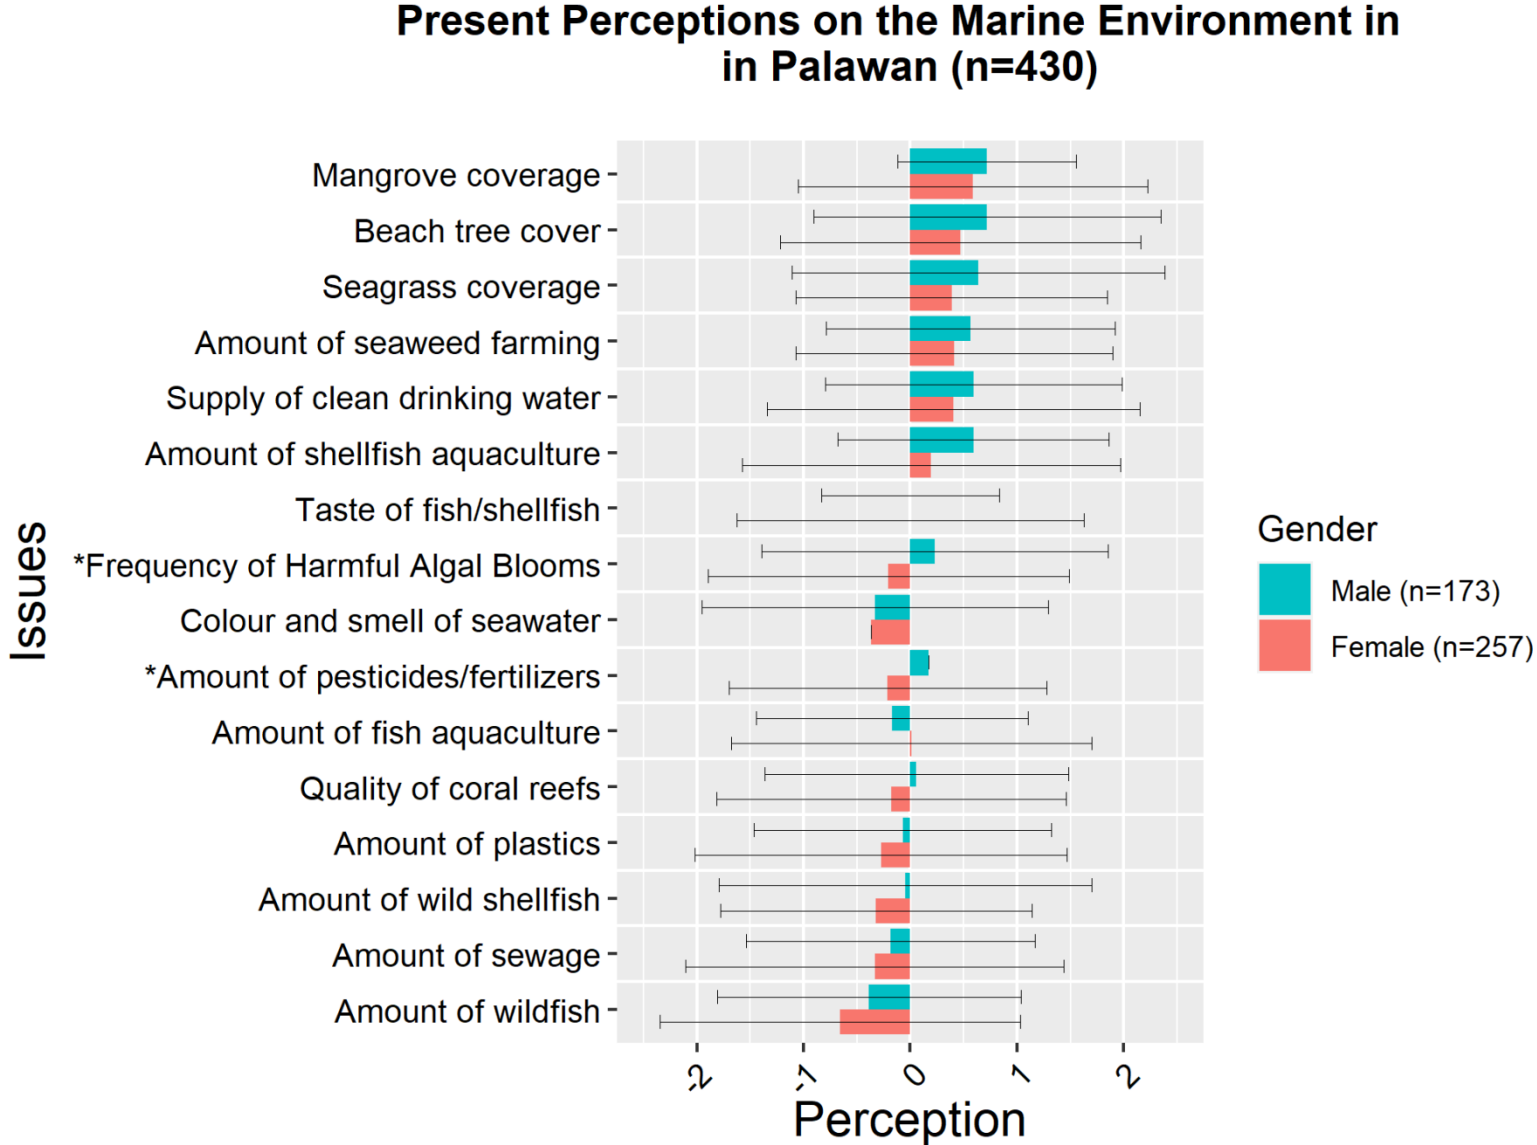 Present Perceptions on the Marine Environment in
in Palawan (n=430)
Issues
Mangrove coverage
Beach tree cover
Seagrass coverage
Amount of seaweed farming
Supply of clean drinking water
Amount of shellfish aquaculture
Taste of fish/shellfish
*Frequency of Harmful Algal Blooms
Colour and smell of seawater
*Amount of pesticides/fertilizers
Amount of fish aquaculture
Quality of coral reefs
Amount of plastics
Amount of wild shellfish
Amount of sewage
Amount of wildfish
-2 -1 0 1 2
Perception
Gender
Male (n=173)
Female (n=257)